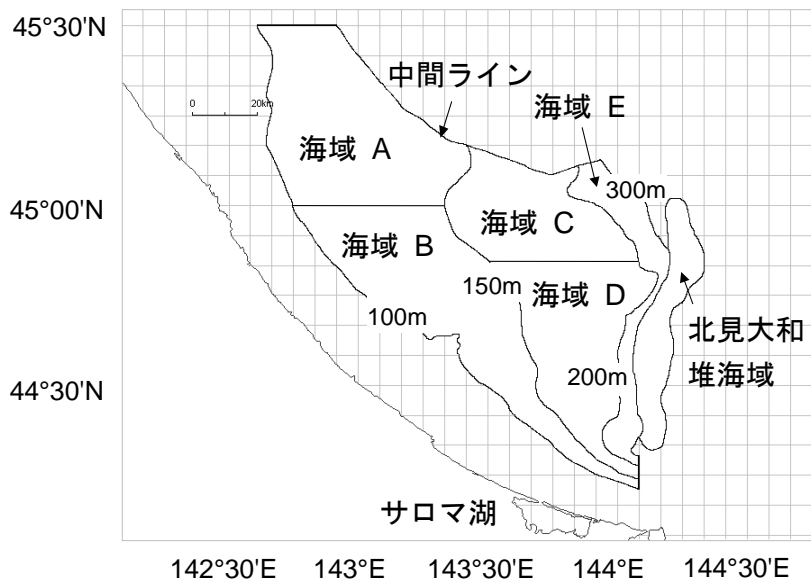 45°30'N
中間ライン
海域 E
0 20km
海域 A
300m
45°00'N
海域 C
海域 B
150m
海域 D
100m
北見大和
堆海域
200m
44°30'N
サロマ湖
142°30'E 143°E 143°30'E 144°E 144°30'E